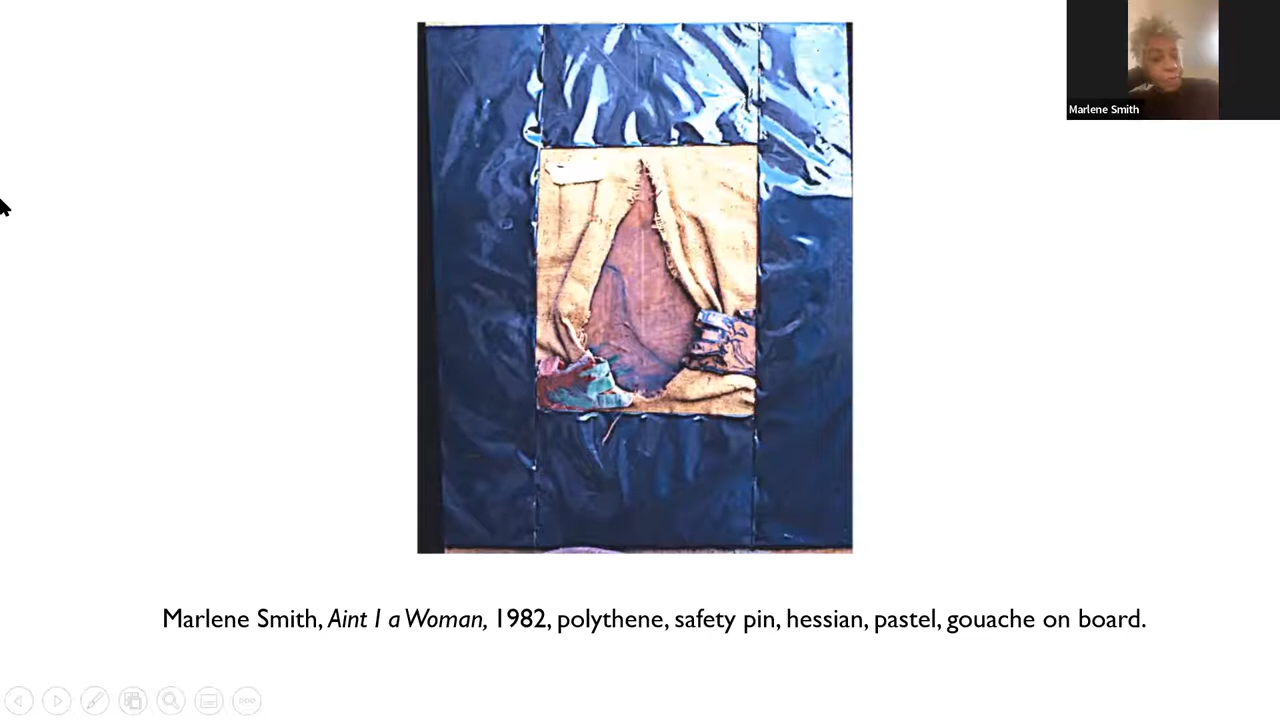 Marlene Smith
Marlene Smith, Aint I a Woman, 1982, polythene, safety pin, hessian, pastel, gouache on board.